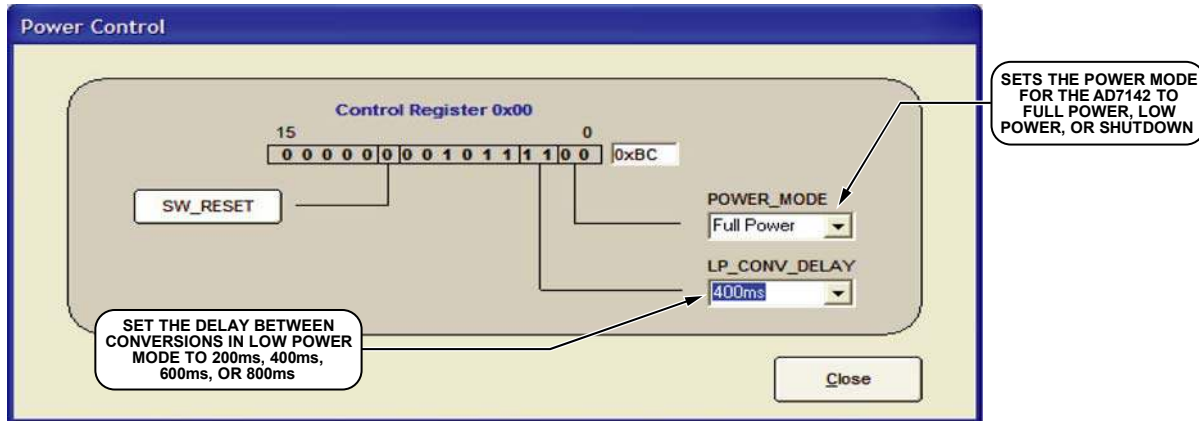 Power Control
Control Register 0x00
15 0
0 0 0 0 0 0 0 0 1 0 1 1 1 1 0 0 0xBC
SW_RESET
POWER_MODE
Full Power
LP_CONV_DELAY
400ms
Close
SETS THE POWER MODE
FOR THE AD7142 TO
FULL POWER, LOW
POWER, OR SHUTDOWN
SET THE DELAY BETWEEN
CONVERSIONS IN LOW POWER
MODE TO 200ms, 400ms,
600ms, OR 800ms